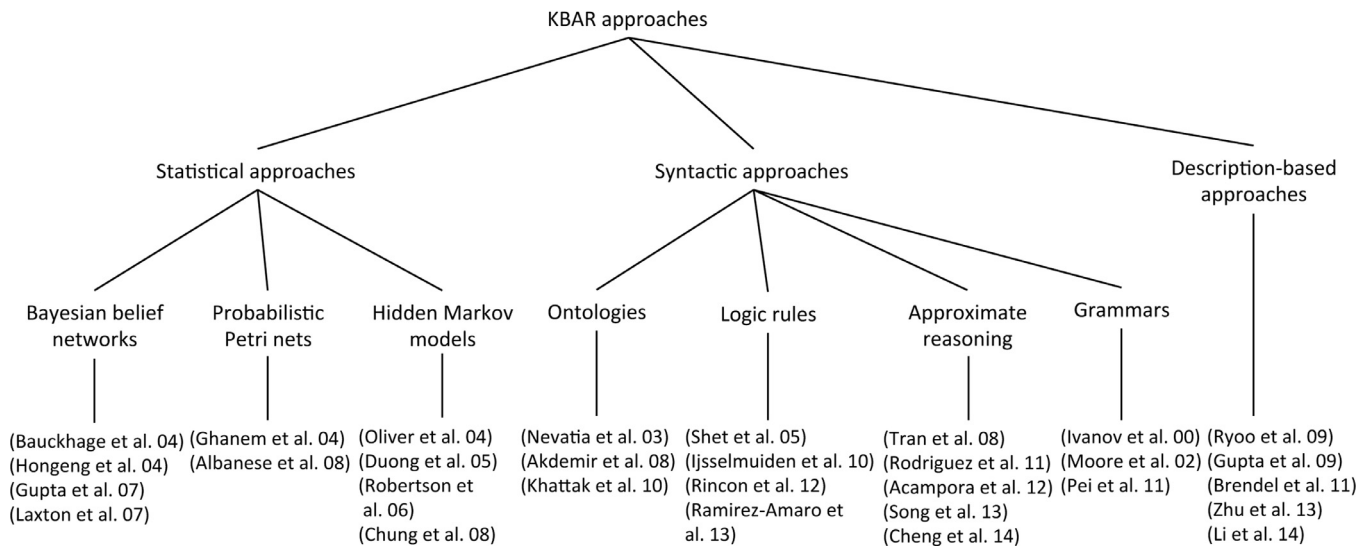 KBAR approaches
Statistical approaches
Syntactic approaches
Description-based
approaches
Bayesian belief
networks
Probabilistic
Petri nets
Hidden Markov
models
Ontologies
Logic rules
Approximate
reasoning
Grammars
(Bauckhage et al. 04)
(Hongeng et al. 04)
(Gupta et al. 07)
(Laxton et al. 07)
(Ghanem et al. 04)
(Albanese et al. 08)
(Oliver et al. 04)
(Duong et al. 05)
(Robertson et
al. 06)
(Chung et al. 08)
(Nevatia et al. 03)
(Akdemir et al. 08)
(Khattak et al. 10)
(Shet et al. 05)
(Ijsselmuiden et al. 10)
(Rincon et al. 12)
(Ramirez-Amaro et
al. 13)
(Tran et al. 08)
(Rodriguez et al. 11)
(Acampora et al. 12)
(Song et al. 13)
(Cheng et al. 14)
(Ivanov et al. 00)
(Moore et al. 02)
(Pei et al. 11)
(Ryoo et al. 09)
(Gupta et al. 09)
(Brendel et al. 11)
(Zhu et al. 13)
(Li et al. 14)